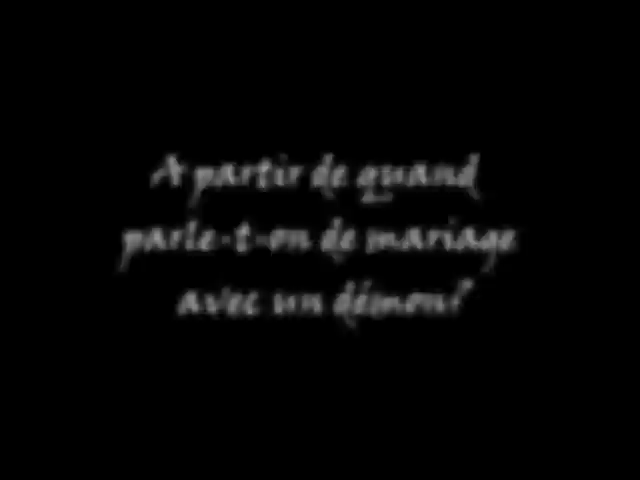 A partir de quand
parle-t-on de mariage
avec un démon?